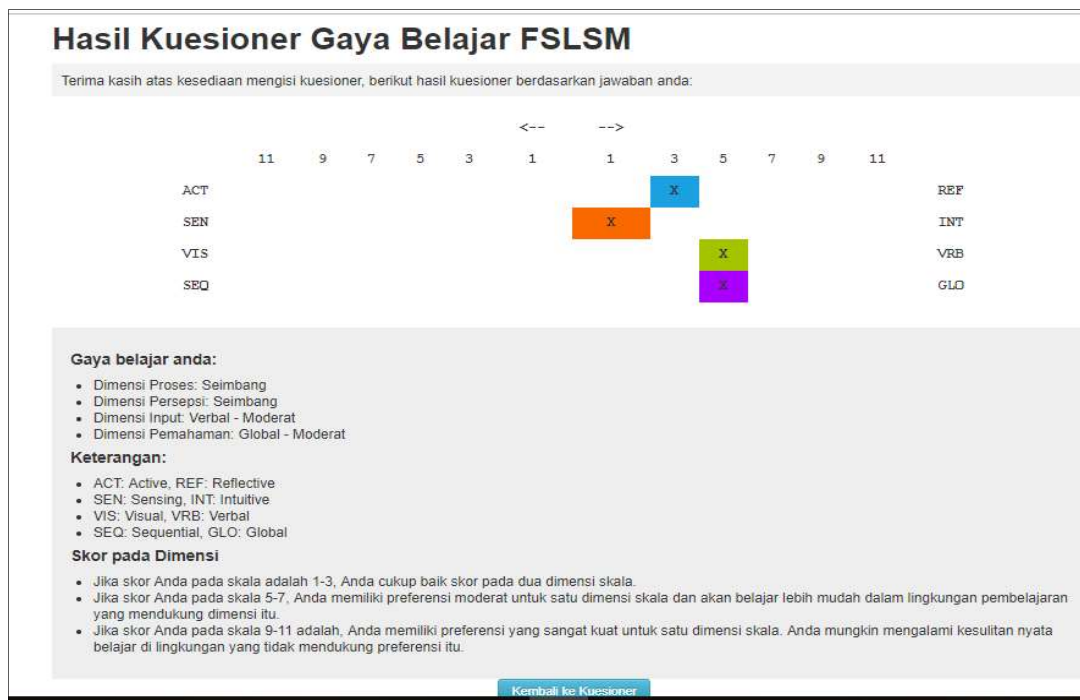 Hasil Kuesioner Gaya Belajar FSLSM
Terima kasih atas kesediaan mengisi kuesioner, berikut hasil kuesioner berdasarkan jawaban anda:
<-- -->
11 9 7 5 3 1 1 3 5 7 9 11
ACT X REF
SEN X INT
VIS X VRB
SEQ X GLO
Gaya belajar anda:
• Dimensi Proses: Seimbang
• Dimensi Persepsi: Seimbang
• Dimensi Input: Verbal - Moderat
• Dimensi Pemahaman: Global - Moderat
Keterangan:
• ACT: Active, REF: Reflective
• SEN: Sensing, INT: Intuitive
• VIS: Visual, VRB: Verbal
• SEQ: Sequential, GLO: Global
Skor pada Dimensi
• Jika skor Anda pada skala adalah 1-3, Anda cukup baik skor pada dua dimensi skala.
• Jika skor Anda pada skala 5-7, Anda memiliki preferensi moderat untuk satu dimensi skala dan akan belajar lebih mudah dalam lingkungan pembelajaran
yang mendukung dimensi itu.
• Jika skor Anda pada skala 9-11 adalah, Anda memiliki preferensi yang sangat kuat untuk satu dimensi skala. Anda mungkin mengalami kesulitan nyata
belajar di lingkungan yang tidak mendukung preferensi itu.
Kembali ke Kuesioner